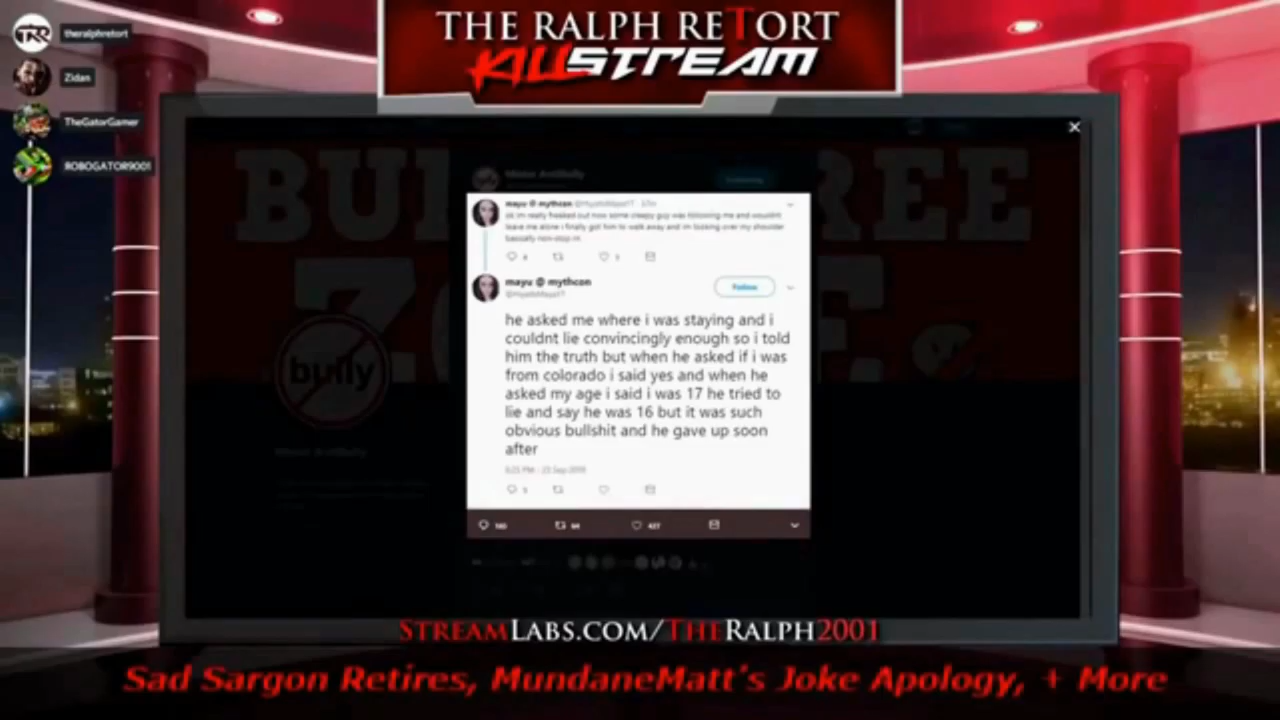 THE RALPH RETORT
KILLSTREAM
theralphretort
Zidan
TheGatorGamer
ROBOGATOR9001
BU REE
Z
bully
mayu @ mythcon
ok im really freaked out now some creepy guy was following me and wouldnt
leave me alone i finally got him to walk away and im looking over my shoulder
basically non-stop rn
mayu @ mythcon
Follow
he asked me where i was staying and i
couldnt lie convincingly enough so i told
him the truth but when he asked if i was
from colorado i said yes and when he
asked my age i said i was 17 he tried to
lie and say he was 16 but it was such
obvious bullshit and he gave up soon
after
STREAMLABS.COM/THERALPH2001
Sad Sargon Retires, MundaneMatt's Joke Apology, + More